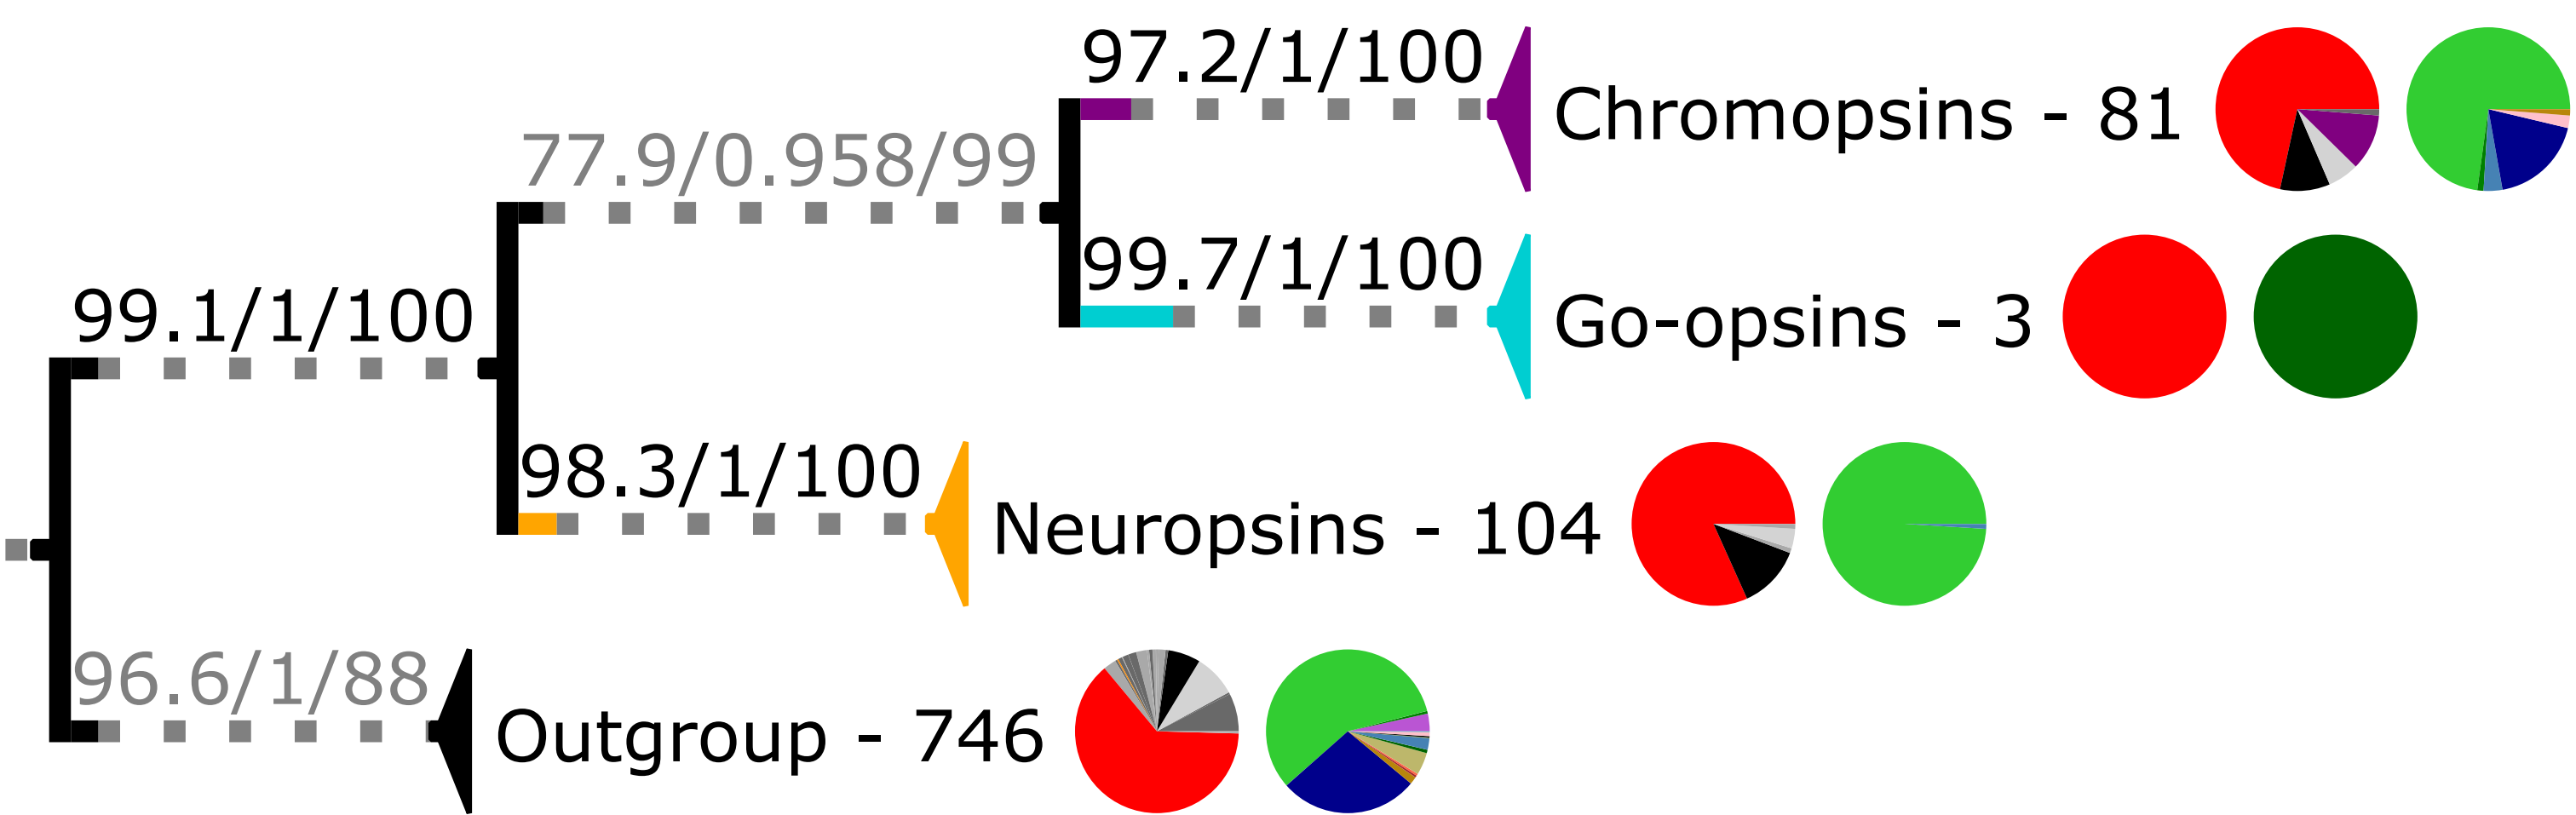 97.2/1/100
Chromopsins - 81
77.9/0.958/99
99.7/1/100
Go-opsins - 3
99.1/1/100
98.3/1/100
Neuropsins - 104
96.6/1/88
Outgroup - 746